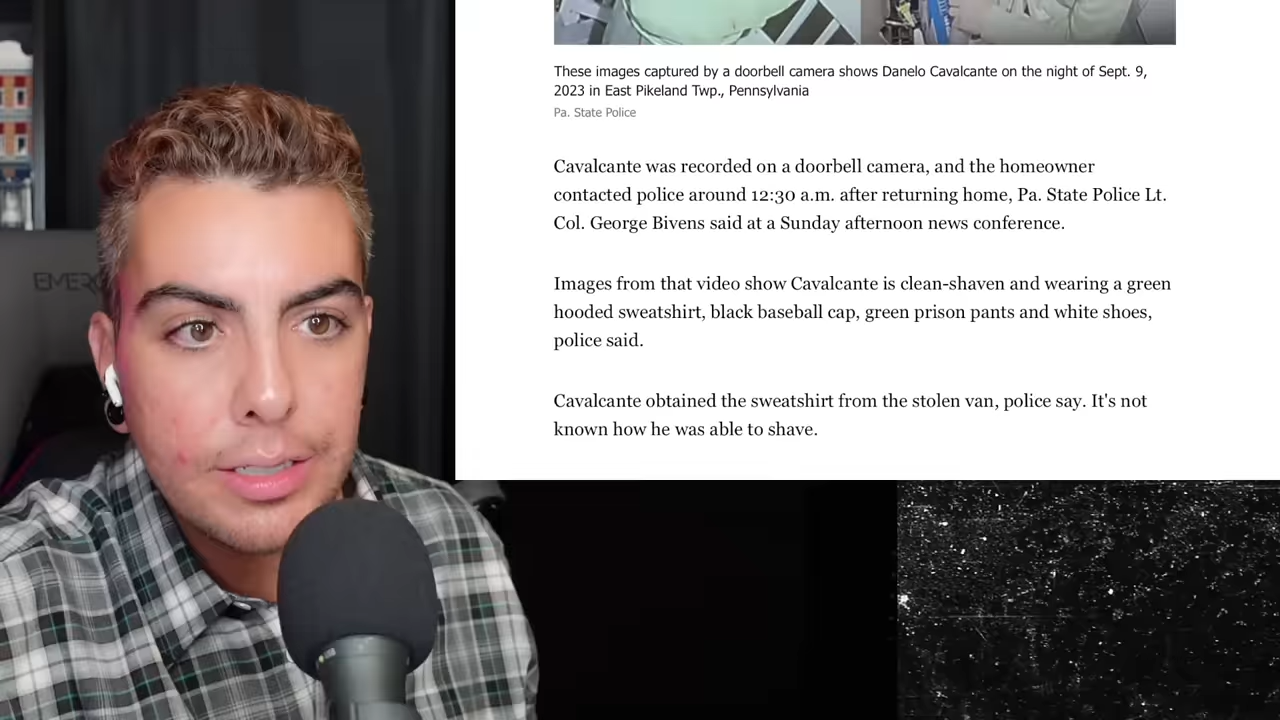 EMERG
These images captured by a doorbell camera shows Danelo Cavalcante on the night of Sept. 9,
2023 in East Pikeland Twp., Pennsylvania
Pa. State Police
Cavalcante was recorded on a doorbell camera, and the homeowner
contacted police around 12:30 a.m. after returning home, Pa. State Police Lt.
Col. George Bivens said at a Sunday afternoon news conference.
Images from that video show Cavalcante is clean-shaven and wearing a green
hooded sweatshirt, black baseball cap, green prison pants and white shoes,
police said.
Cavalcante obtained the sweatshirt from the stolen van, police say. It's not
known how he was able to shave.